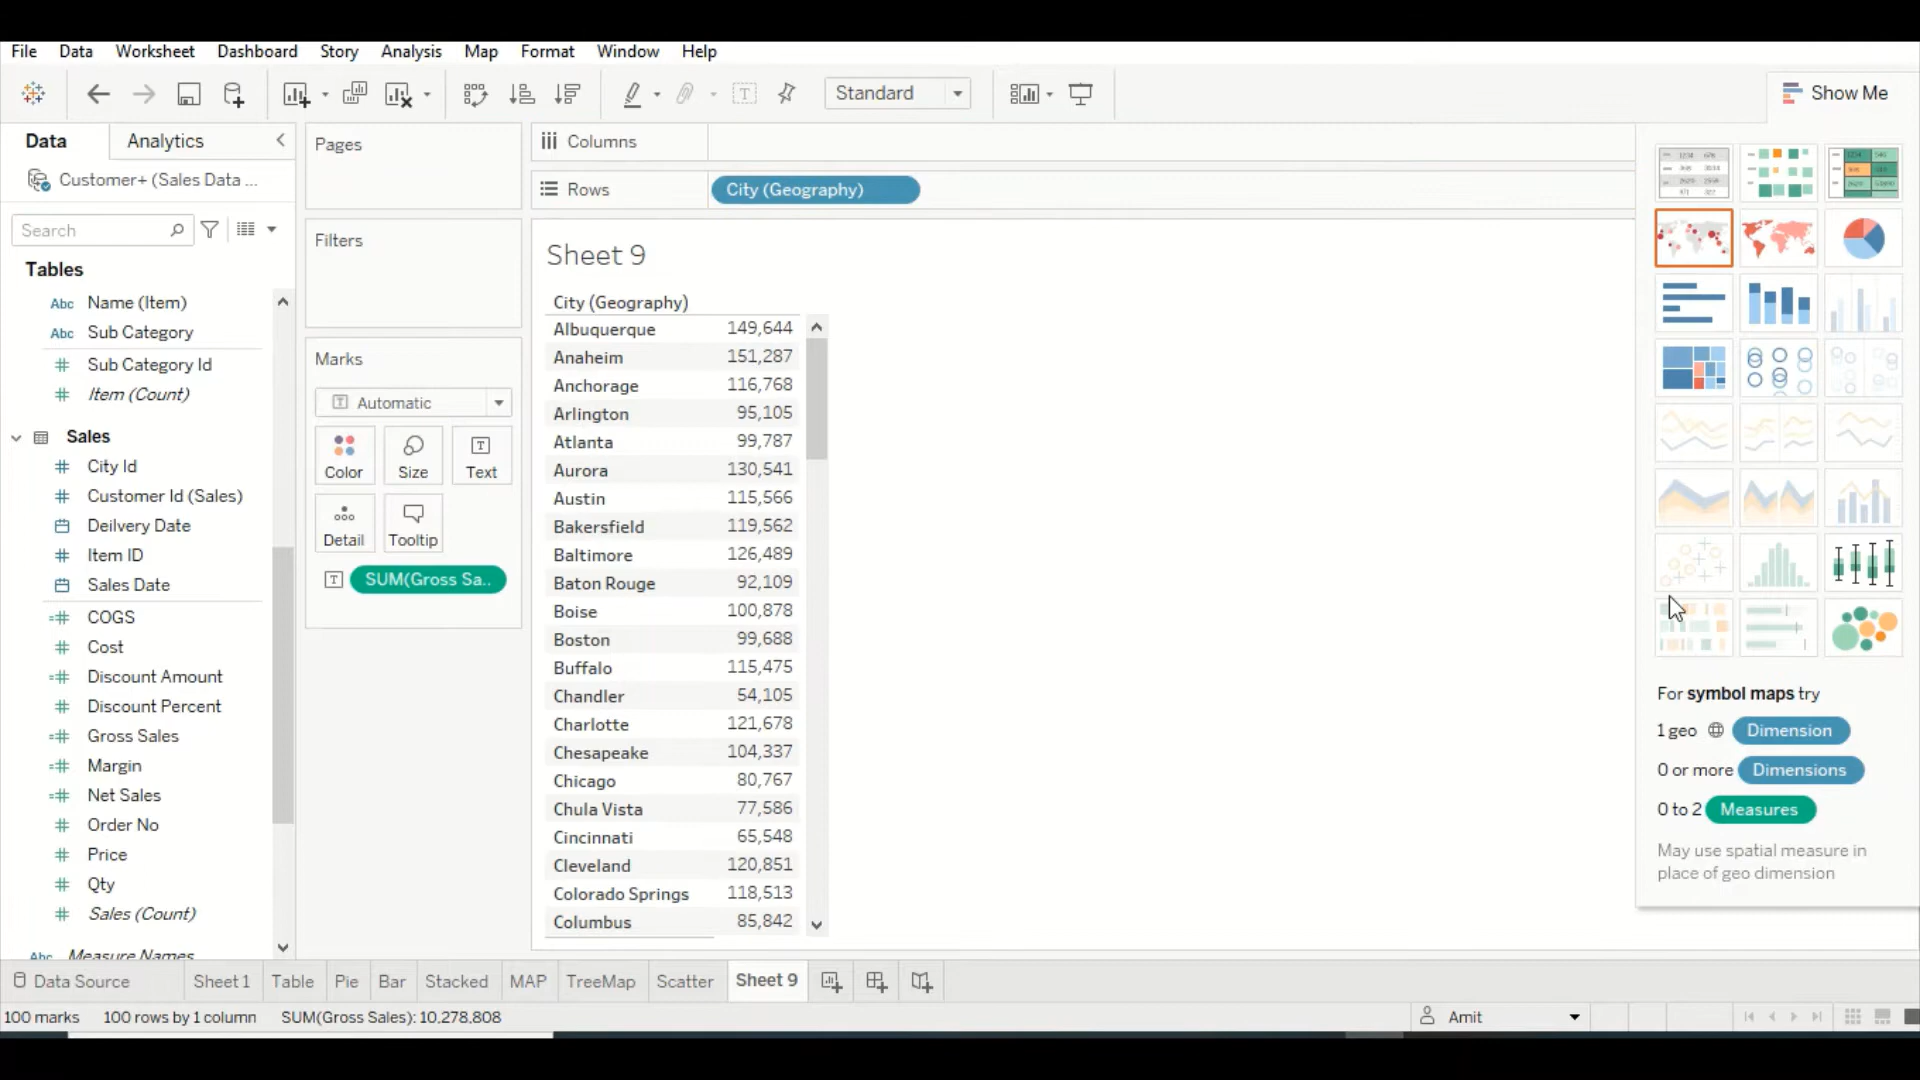 File Data Worksheet Dashboard Story Analysis Map Format Window Help
Standard
Show Me
Data Analytics
Customer+ (Sales Data ...
Search
Tables
Abc Name (Item)
Abc Sub Category
# Sub Category Id
# Item (Count)
Sales
# City Id
# Customer Id (Sales)
Deilvery Date
# Item ID
Sales Date
=# COGS
# Cost
=# Discount Amount
# Discount Percent
=# Gross Sales
=# Margin
=# Net Sales
# Order No
# Price
# Qty
# Sales (Count)
Abc Measure Names
Pages
Filters
Marks
Automatic
Color Size Text
Detail Tooltip
SUM(Gross Sa..
Columns
Rows City (Geography)
Sheet 9
City (Geography)
Albuquerque 149,644
Anaheim 151,287
Anchorage 116,768
Arlington 95,105
Atlanta 99,787
Aurora 130,541
Austin 115,566
Bakersfield 119,562
Baltimore 126,489
Baton Rouge 92,109
Boise 100,878
Boston 99,688
Buffalo 115,475
Chandler 54,105
Charlotte 121,678
Chesapeake 104,337
Chicago 80,767
Chula Vista 77,586
Cincinnati 65,548
Cleveland 120,851
Colorado Springs 118,513
Columbus 85,842
For symbol maps try
1 geo Dimension
0 or more Dimensions
0 to 2 Measures
May use spatial measure in
place of geo dimension
Data Source Sheet 1 Table Pie Bar Stacked MAP TreeMap Scatter Sheet 9
100 marks 100 rows by 1 column SUM(Gross Sales): 10,278,808 Amit